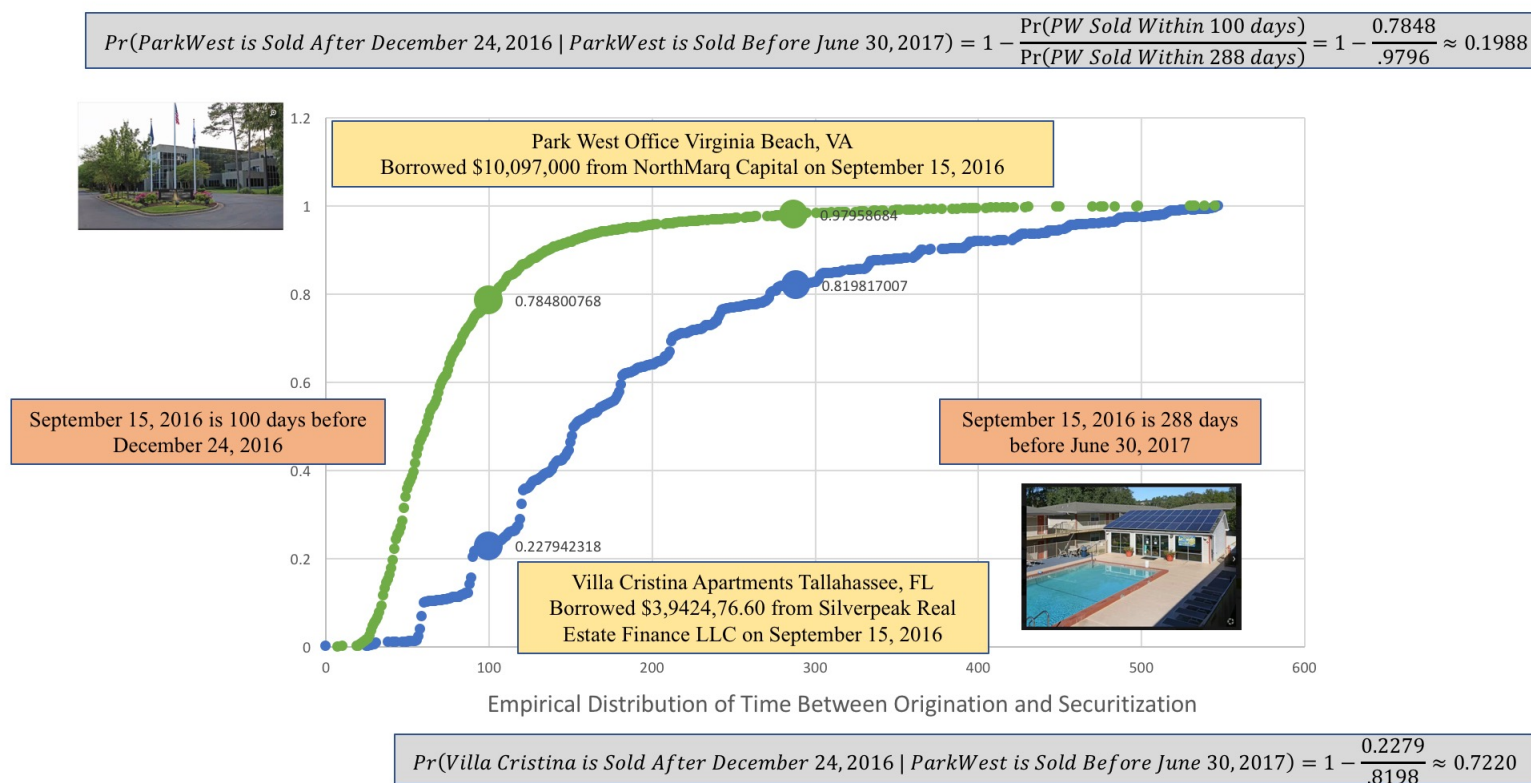 Pr(ParkWest is Sold After December 24, 2016 | ParkWest is Sold Before June 30, 2017) = 1 − Pr(PW Sold Within 100 days) / Pr(PW Sold Within 288 days) = 1 − 0.7848 / .9796 ≈ 0.1988
Park West Office Virginia Beach, VA
Borrowed $10,097,000 from NorthMarq Capital on September 15, 2016
1.2
1
0.8
0.6
0.4
0.2
0
0.97958684
0.784800768
0.819817007
0.227942318
September 15, 2016 is 100 days before
December 24, 2016
September 15, 2016 is 288 days
before June 30, 2017
Villa Cristina Apartments Tallahassee, FL
Borrowed $3,9424,76.60 from Silverpeak Real
Estate Finance LLC on September 15, 2016
0 100 200 300 400 500 600
Empirical Distribution of Time Between Origination and Securitization
Pr(Villa Cristina is Sold After December 24, 2016 | ParkWest is Sold Before June 30, 2017) = 1 − 0.2279 / .8198 ≈ 0.7220